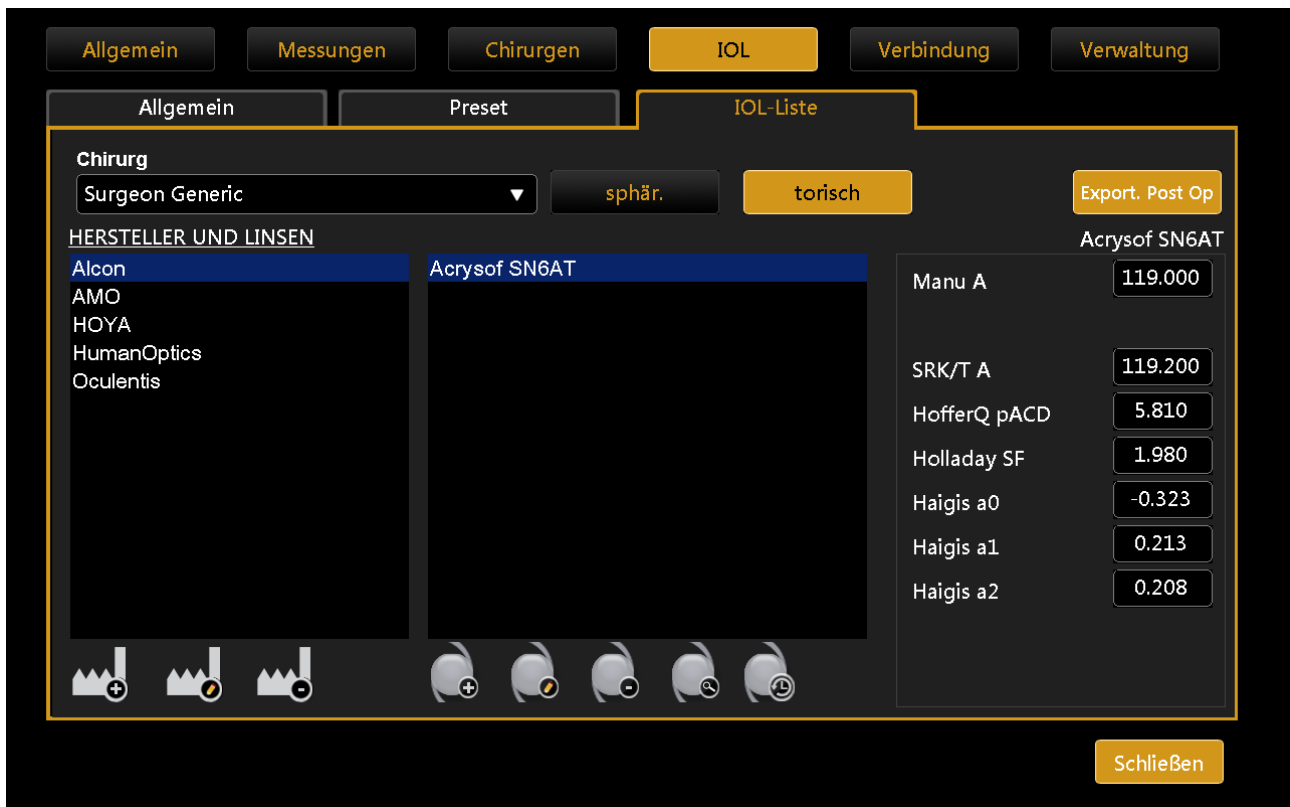 Allgemein Messungen Chirurgen IOL Verbindung Verwaltung
Allgemein Preset IOL-Liste
Chirurg
Surgeon Generic sphär. torisch Export. Post Op
HERSTELLER UND LINSEN Acrysof SN6AT
Alcon
AMO
HOYA
HumanOptics
Oculentis
Acrysof SN6AT
Manu A 119.000
SRK/T A 119.200
HofferQ pACD 5.810
Holladay SF 1.980
Haigis a0 -0.323
Haigis a1 0.213
Haigis a2 0.208
Schließen